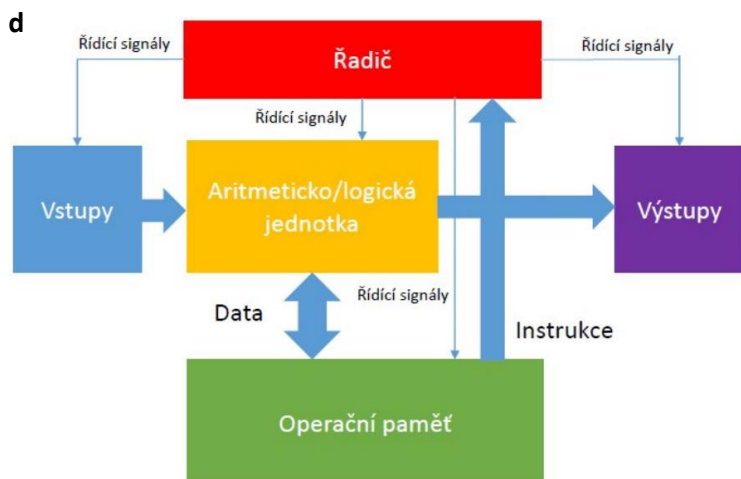 d
Řídící signály
Řadič
Řídící signály
Řídící signály
Vstupy
Aritmeticko/logická
jednotka
Výstupy
Řídící signály
Data
Instrukce
Operační paměť